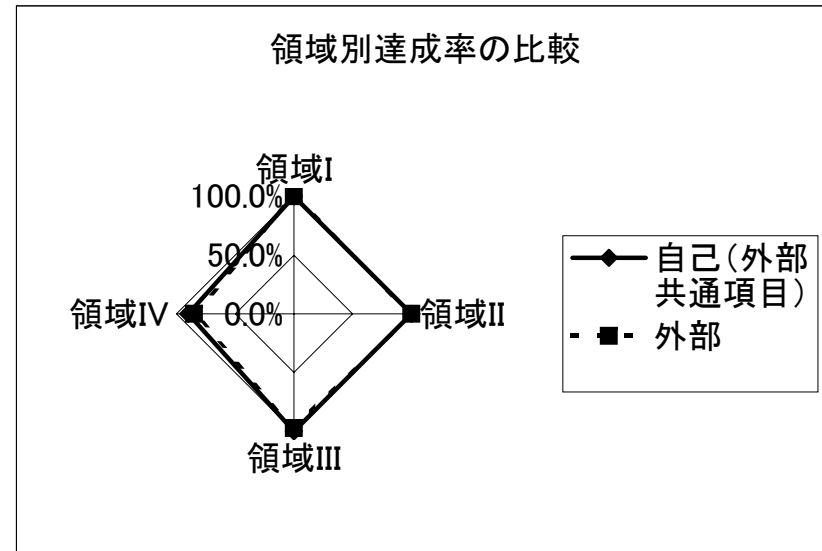 領域別達成率の比較
領域I
100.0%
50.0%
領域IV
0.0%
領域II
領域III
自己(外部
共通項目)
外部